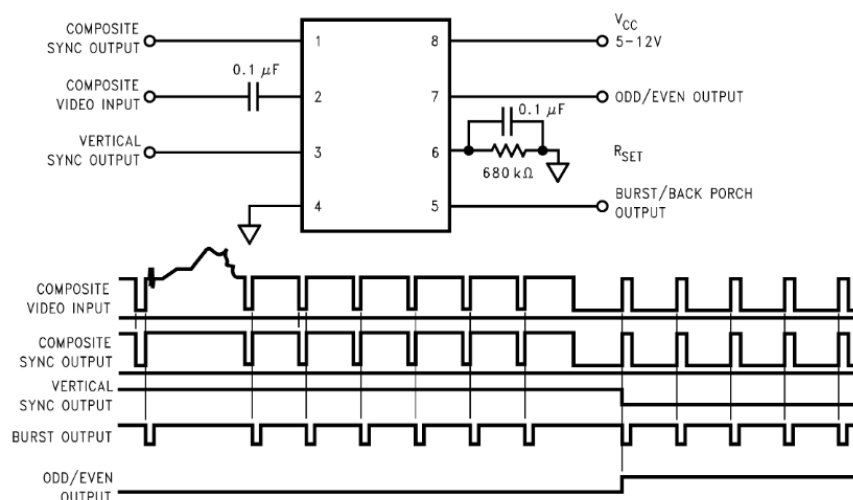 COMPOSITE
SYNC OUTPUT
1
8
VCC
5-12V
0.1 μF
COMPOSITE
VIDEO INPUT
2
7
ODD/EVEN OUTPUT
0.1 μF
VERTICAL
SYNC OUTPUT
3
6
RSET
680 kΩ
4
5
BURST/BACK PORCH
OUTPUT
COMPOSITE
VIDEO INPUT
COMPOSITE
SYNC OUTPUT
VERTICAL
SYNC OUTPUT
BURST OUTPUT
ODD/EVEN
OUTPUT